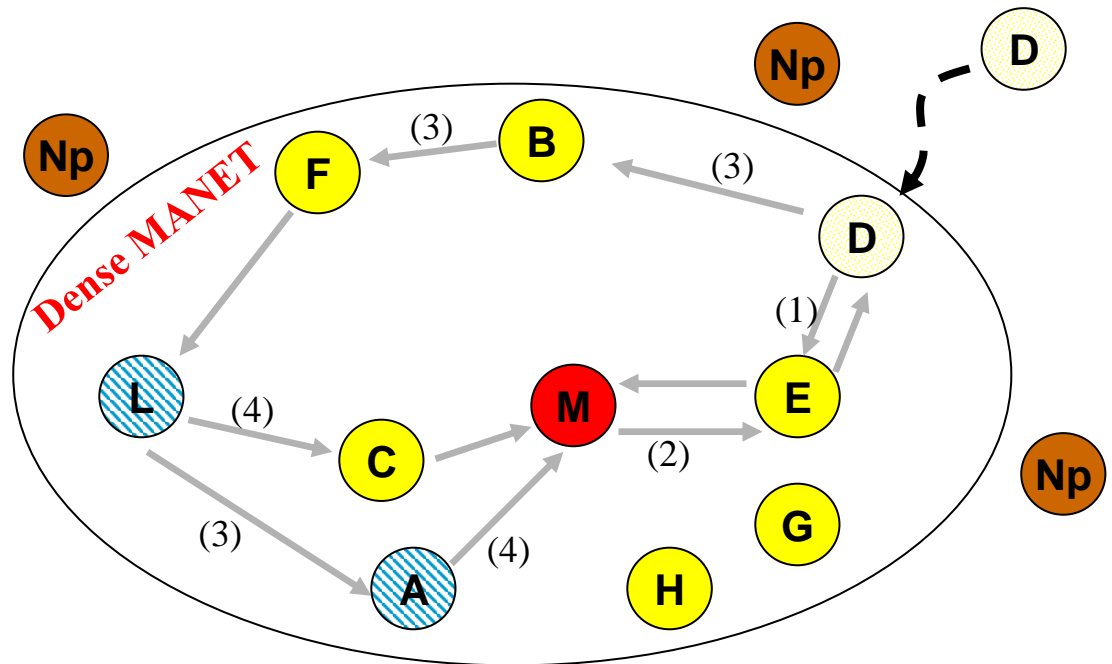 D
Np
Np
(3)
B
F
(3)
D
Dense MANET
(1)
L
(4)
M
E
(2)
C
Np
G
(3)
(4)
A
H